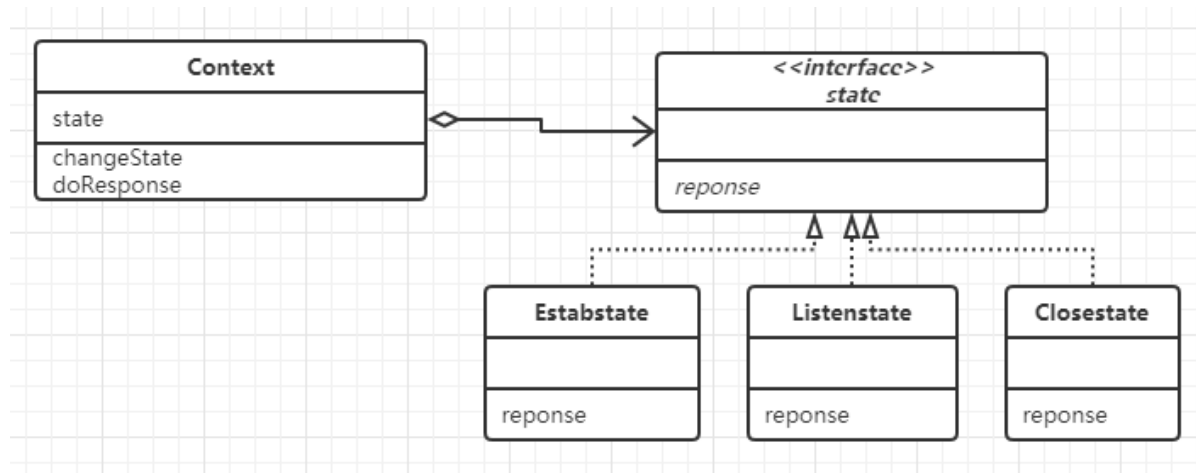 Context
state
changeState
doResponse
<<interface>>
state
reponse
Estabstate
reponse
Listenstate
reponse
Closestate
reponse